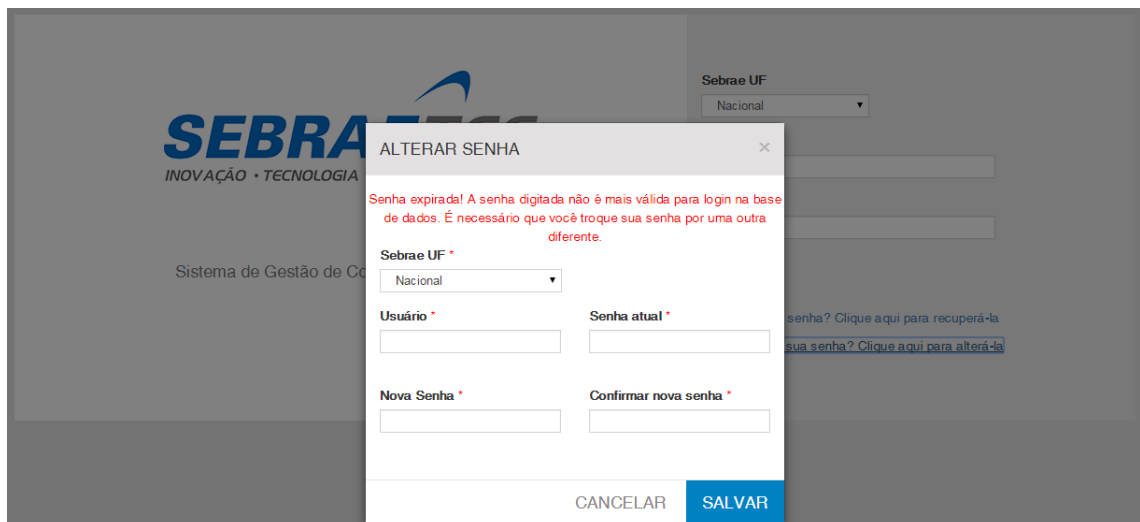 SEBRAETEC
INOVAÇÃO • TECNOLOGIA
Sistema de Gestão de Co
Sebrae UF
Nacional
senha? Clique aqui para recuperá-la
sua senha? Clique aqui para alterá-la
ALTERAR SENHA
×
Senha expirada! A senha digitada não é mais válida para login na base
de dados. É necessário que você troque sua senha por uma outra
diferente.
Sebrae UF *
Nacional
Usuário * Senha atual *
Nova Senha * Confirmar nova senha *
CANCELAR SALVAR